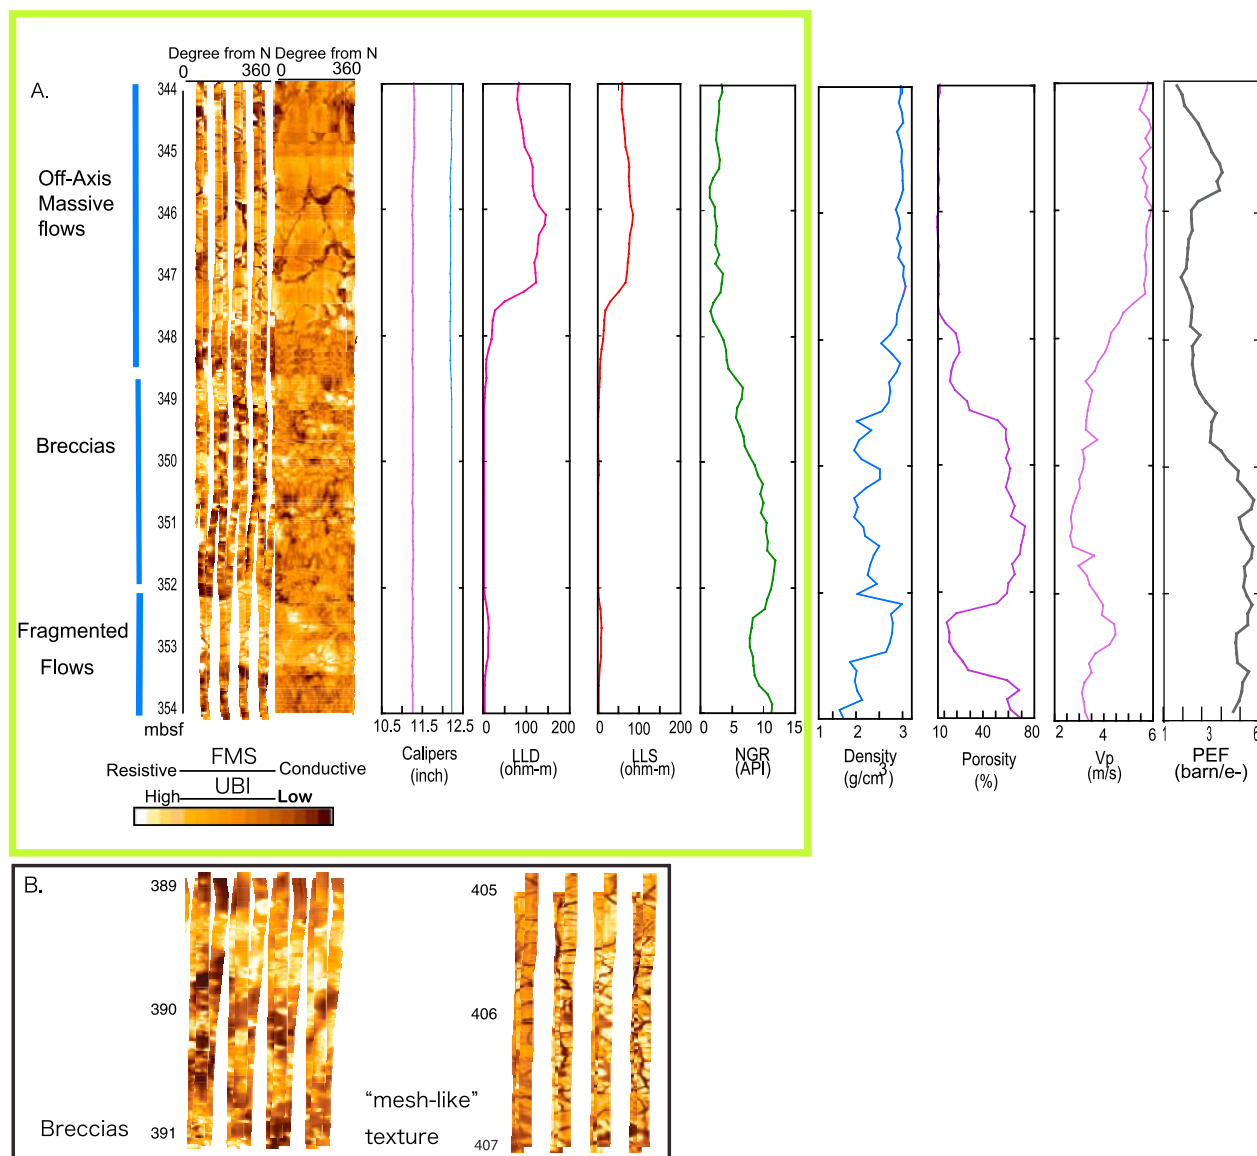 Degree from N Degree from N
0 360 0 360
A.
344
345
346
347
348
349
350
351
352
353
354
mbsf
Off-Axis
Massive
flows
Breccias
Fragmented
Flows
10.5 11.5 12.5
Calipers
(inch)
0 100 200
LLD
(ohm-m)
0 100 200
LLS
(ohm-m)
0 5 10 15
NGR
(API)
1 2 3
Density
(g/cm3)
10 40 80
Porosity
(%)
2 4 6
Vp
(m/s)
1 3 6
PEF
(barn/e-)
FMS
Resistive Conductive
UBI
High Low
B.
389
390
391
Breccias
405
406
407
“mesh-like”
texture